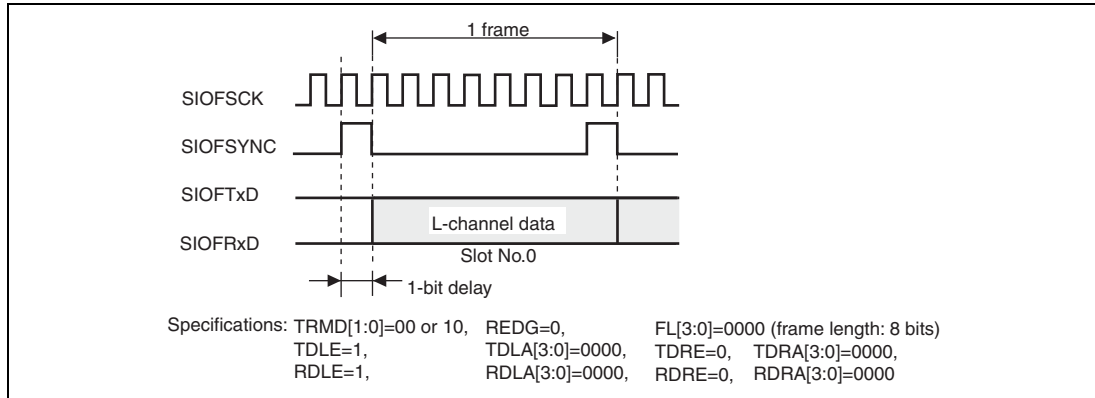 1 frame
SIOFSCK
SIOFSYNC
SIOFTxD
L-channel data
SIOFRxD
Slot No.0
1-bit delay
Specifications: TRMD[1:0]=00 or 10, REDG=0, FL[3:0]=0000 (frame length: 8 bits)
TDLE=1, TDLA[3:0]=0000, TDRE=0, TDRA[3:0]=0000,
RDLE=1, RDLA[3:0]=0000, RDRE=0, RDRA[3:0]=0000